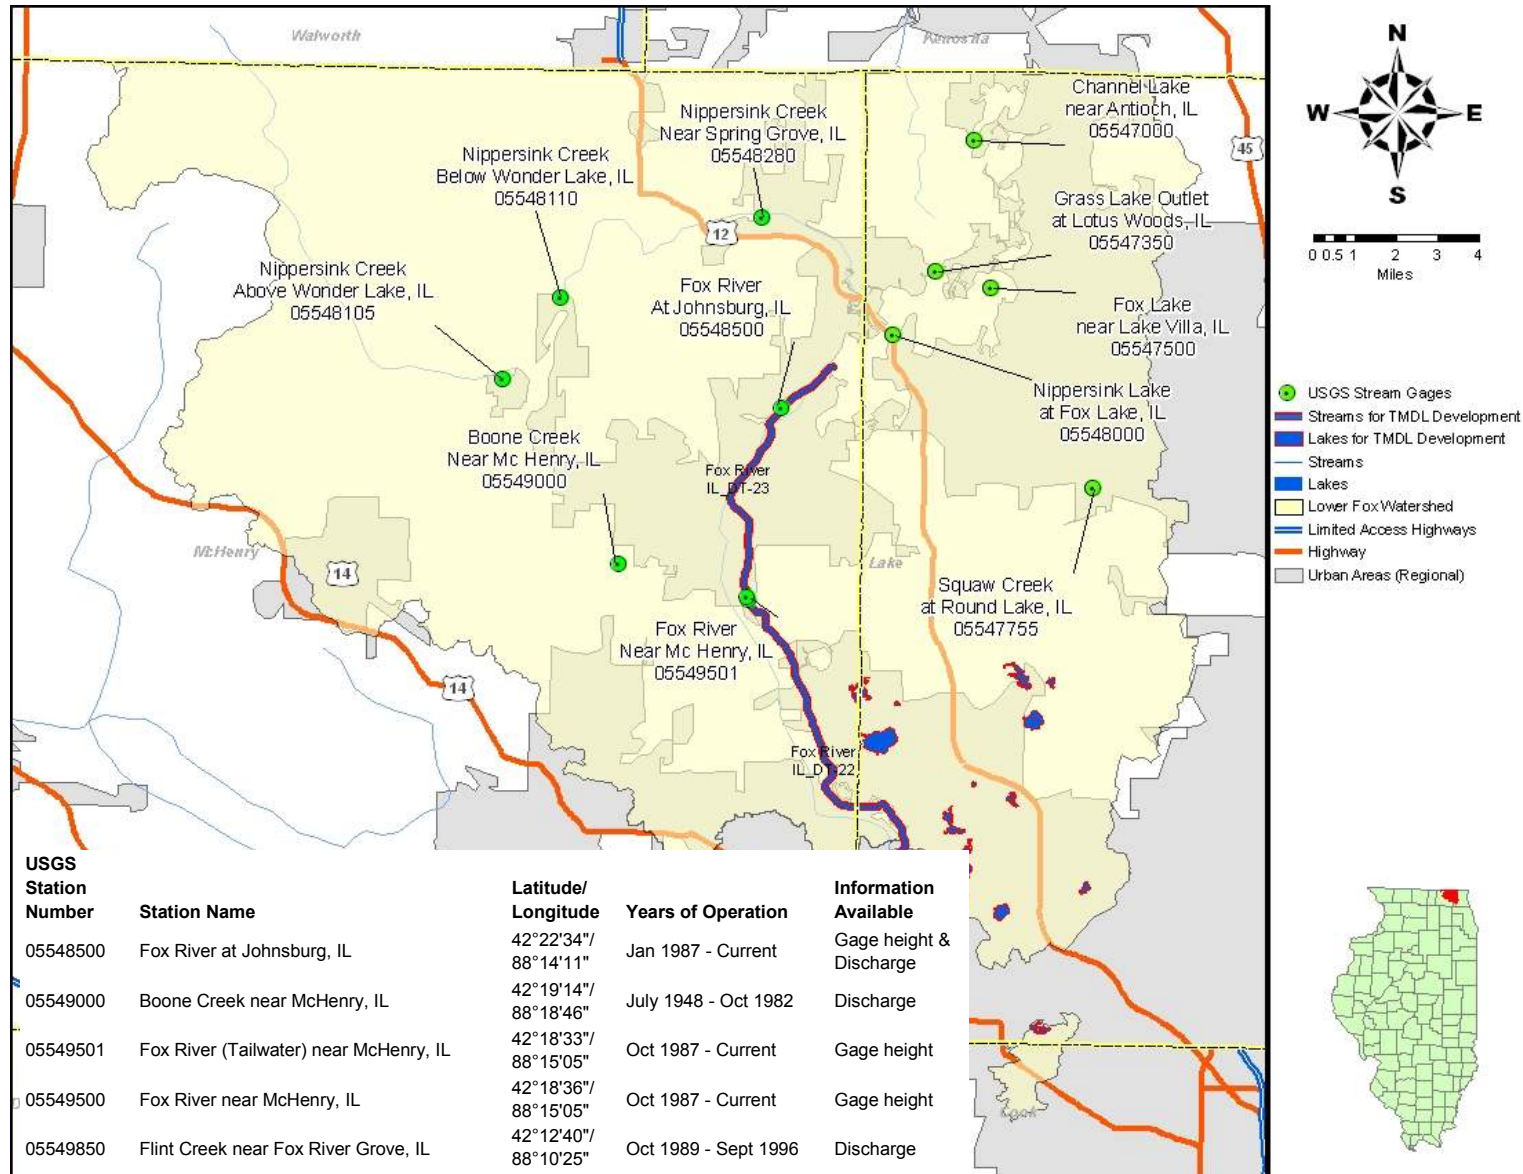 Walworth
Kenosha
Channel Lake
near Antioch, IL
05547000
Nippersink Creek
Near Spring Grove, IL
05548280
Nippersink Creek
Below Wonder Lake, IL
05548110
45
Grass Lake Outlet
at Lotus Woods, IL
05547350
12
Nippersink Creek
Above Wonder Lake, IL
05548105
Fox River
At Johnsburg, IL
05548500
Fox Lake
near Lake Villa, IL
05547500
Nippersink Lake
at Fox Lake, IL
05548000
Boone Creek
Near Mc Henry, IL
05549000
Fox River
IL_DT-23
McHenry
14
Lake
Squaw Creek
at Round Lake, IL
05547755
Fox River
Near Mc Henry, IL
05549501
14
Fox River
IL_DT-22
Cook
N
W
E
S
0 0.5 1 2 3 4
Miles
USGS Stream Gages
Streams for TMDL Development
Lakes for TMDL Development
Streams
Lakes
Lower Fox Watershed
Limited Access Highways
Highway
Urban Areas (Regional)
USGS Station Number Station Name Latitude/ Longitude Years of Operation Information Available
05548500 Fox River at Johnsburg, IL 42°22'34"/ 88°14'11" Jan 1987 - Current Gage height & Discharge
05549000 Boone Creek near McHenry, IL 42°19'14"/ 88°18'46" July 1948 - Oct 1982 Discharge
05549501 Fox River (Tailwater) near McHenry, IL 42°18'33"/ 88°15'05" Oct 1987 - Current Gage height
05549500 Fox River near McHenry, IL 42°18'36"/ 88°15'05" Oct 1987 - Current Gage height
05549850 Flint Creek near Fox River Grove, IL 42°12'40"/ 88°10'25" Oct 1989 - Sept 1996 Discharge